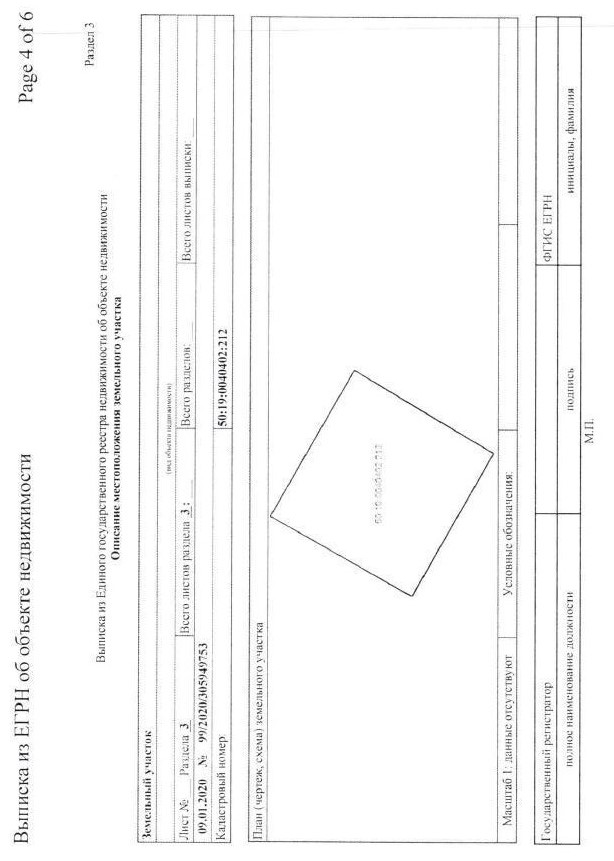 Выписка из ЕГРН об объекте недвижимости
Page 4 of 6
Раздел 3
Выписка из Единого государственного реестра недвижимости об объекте недвижимости
Описание местоположения земельного участка
Земельный участок
(вид объекта недвижимости)
Лист № Раздела 3 Всего листов раздела 3 : Всего разделов: Всего листов выписки:
09.01.2020 № 99/2020/305949753
Кадастровый номер: 50:19:0040402:212
План (чертеж, схема) земельного участка
50:19:0040402:212
Масштаб 1: данные отсутствуют Условные обозначения:
Государственный регистратор ФГИС ЕГРН
полное наименование должности подпись инициалы, фамилия
М.П.